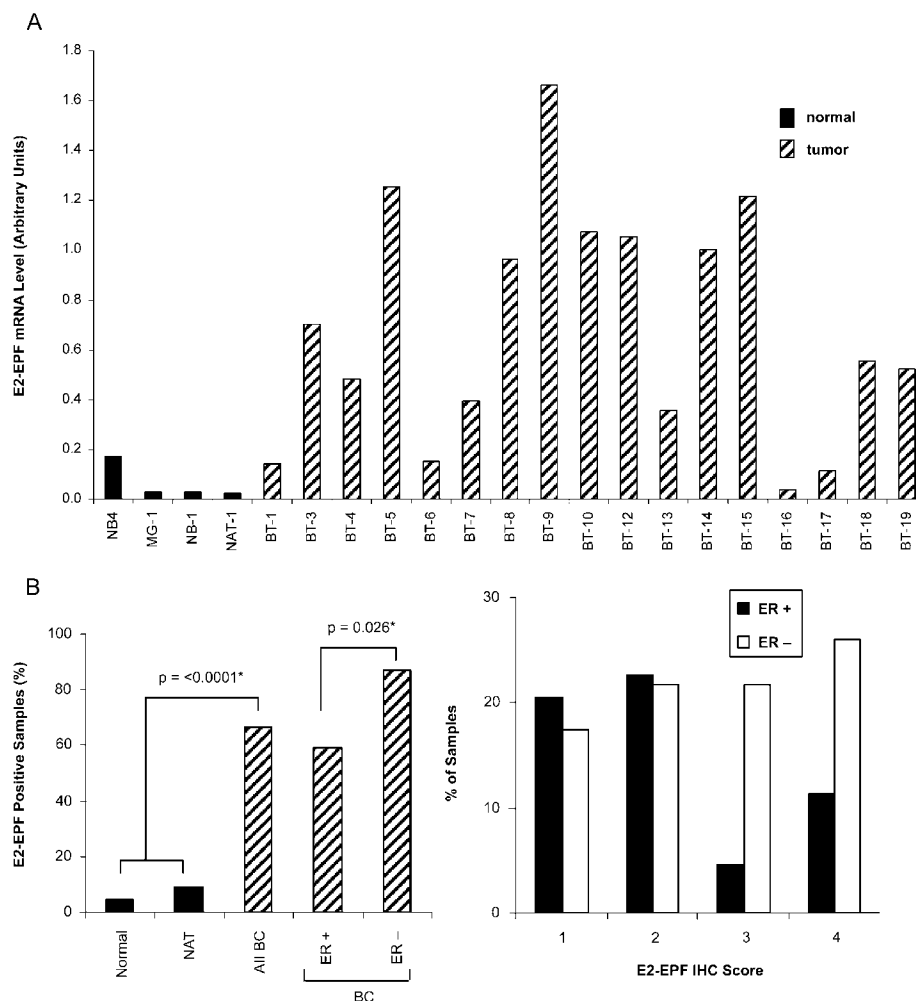 A
E2-EPF mRNA Level (Arbitrary Units)
1.8
1.6
1.4
1.2
1.0
0.8
0.6
0.4
0.2
0.0
normal
tumor
NB4
MG-1
NB-1
NAT-1
BT-1
BT-3
BT-4
BT-5
BT-6
BT-7
BT-8
BT-9
BT-10
BT-12
BT-13
BT-14
BT-15
BT-16
BT-17
BT-18
BT-19
B
E2-EPF Positive Samples (%)
100
80
60
40
20
0
p = <0.0001*
p = 0.026*
Normal
NAT
All BC
ER +
ER –
BC
% of Samples
30
20
10
0
ER +
ER –
1
2
3
4
E2-EPF IHC Score